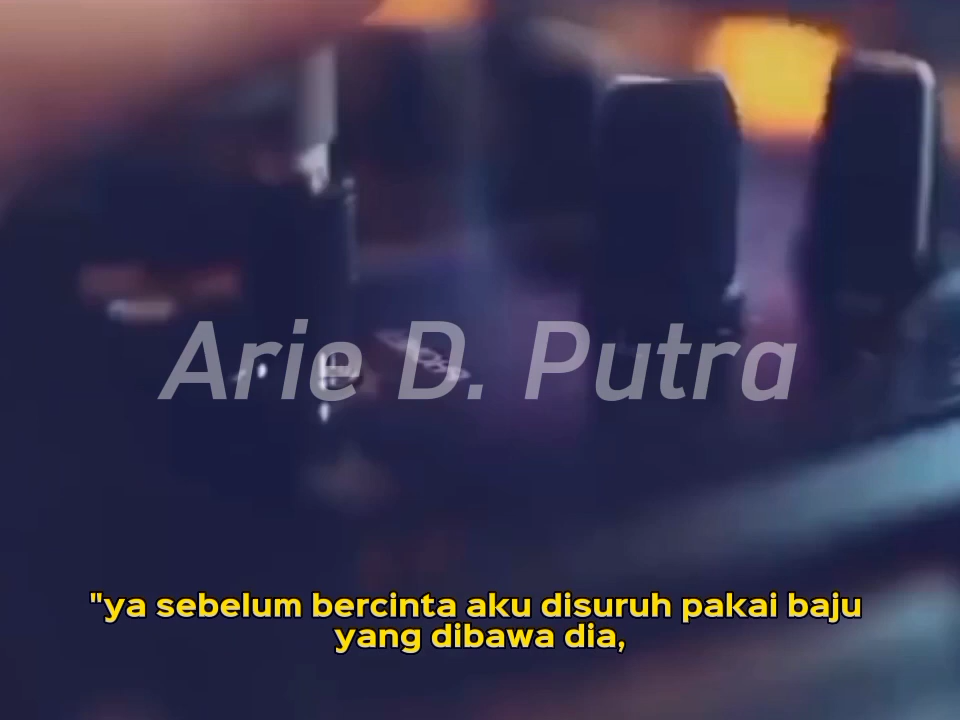 Arie D. Putra
"ya sebelum bercinta aku disuruh pakai baju
yang dibawa dia,